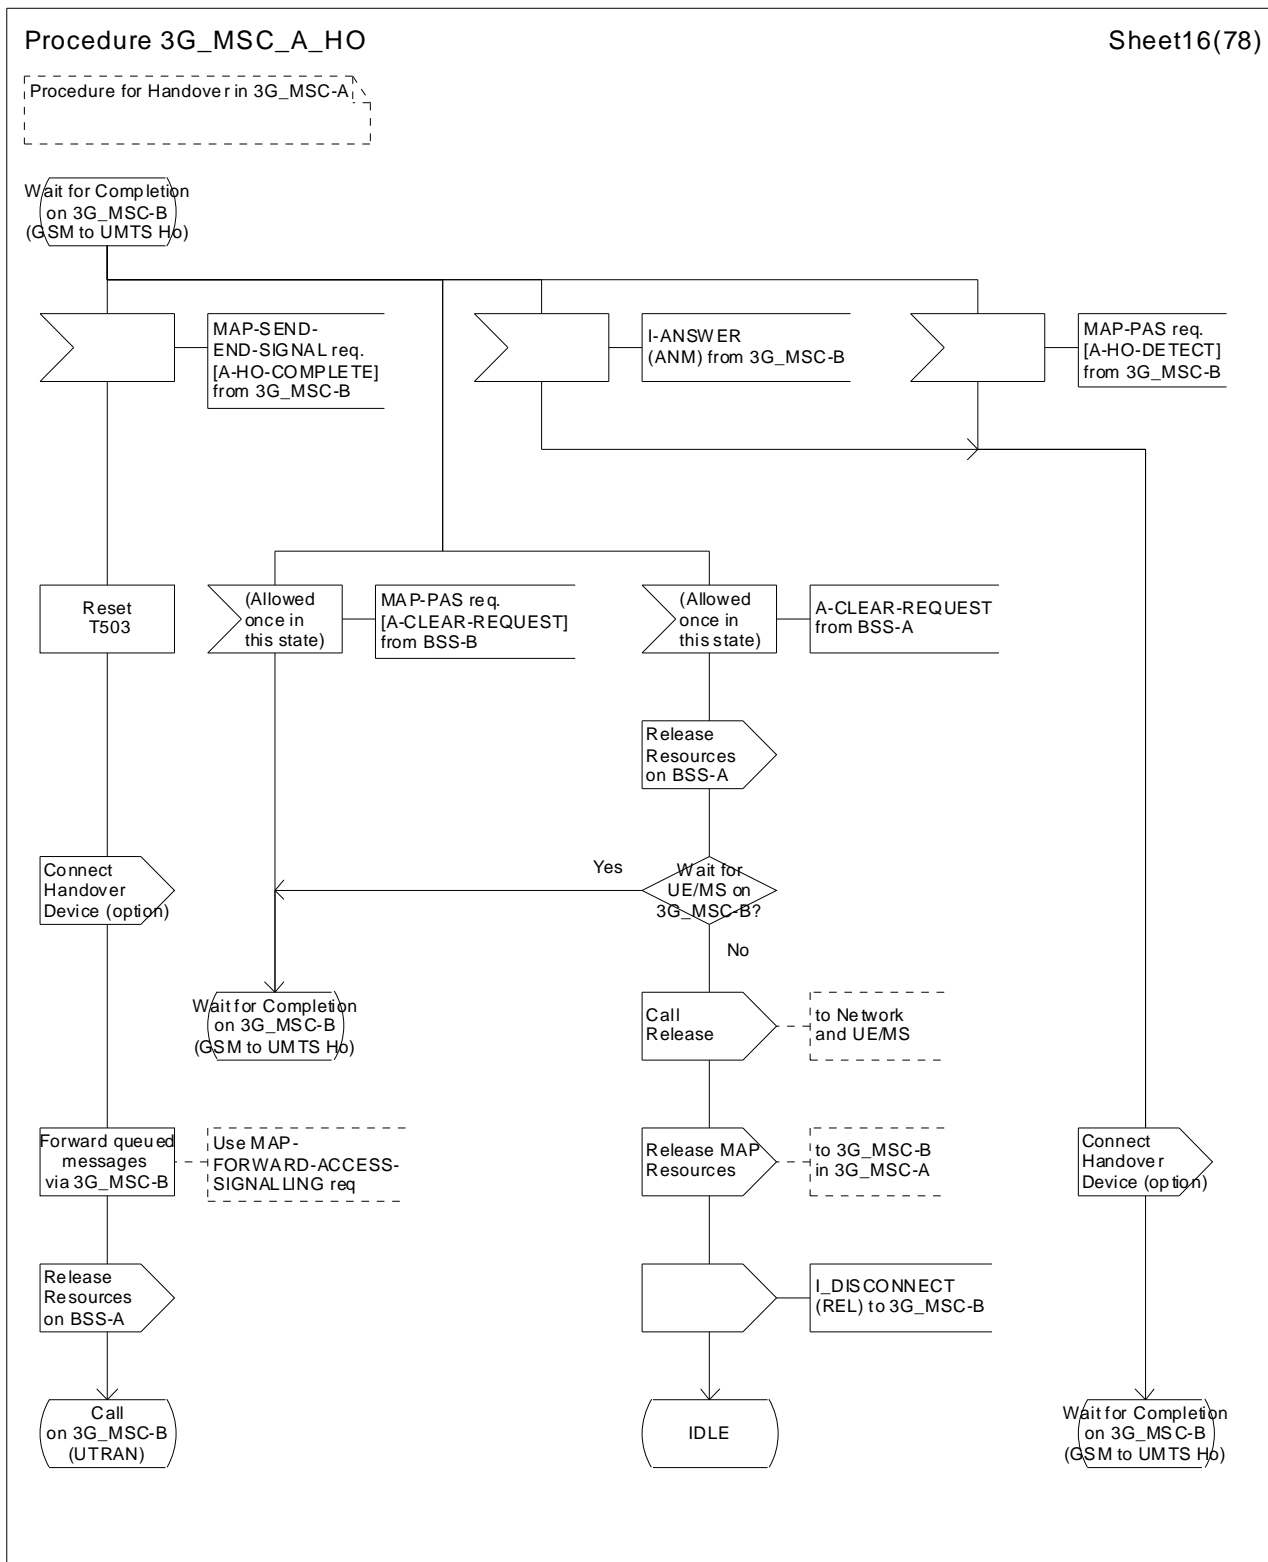 Procedure 3G_MSC_A_HO
Sheet16(78)
Procedure for Handover in 3G_MSC-A
Wait for Completion
on 3G_MSC-B
(GSM to UMTS Ho)
MAP-SEND-
END-SIGNAL req.
[A-HO-COMPLETE]
from 3G_MSC-B
I-ANSWER
(ANM) from 3G_MSC-B
MAP-PAS req.
[A-HO-DETECT]
from 3G_MSC-B
Reset
T503
(Allowed
once in
this state)
MAP-PAS req.
[A-CLEAR-REQUEST]
from BSS-B
(Allowed
once in
this state)
A-CLEAR-REQUEST
from BSS-A
Release
Resources
on BSS-A
Connect
Handover
Device (option)
Yes
Wait for
UE/MS on
3G_MSC-B?
No
Wait for Completion
on 3G_MSC-B
(GSM to UMTS Ho)
Call
Release
to Network
and UE/MS
Forward queued
messages
via 3G_MSC-B
Use MAP-
FORWARD-ACCESS-
SIGNALLING req
Release MAP
Resources
to 3G_MSC-B
in 3G_MSC-A
Connect
Handover
Device (option)
Release
Resources
on BSS-A
I_DISCONNECT
(REL) to 3G_MSC-B
Call
on 3G_MSC-B
(UTRAN)
IDLE
Wait for Completion
on 3G_MSC-B
(GSM to UMTS Ho)